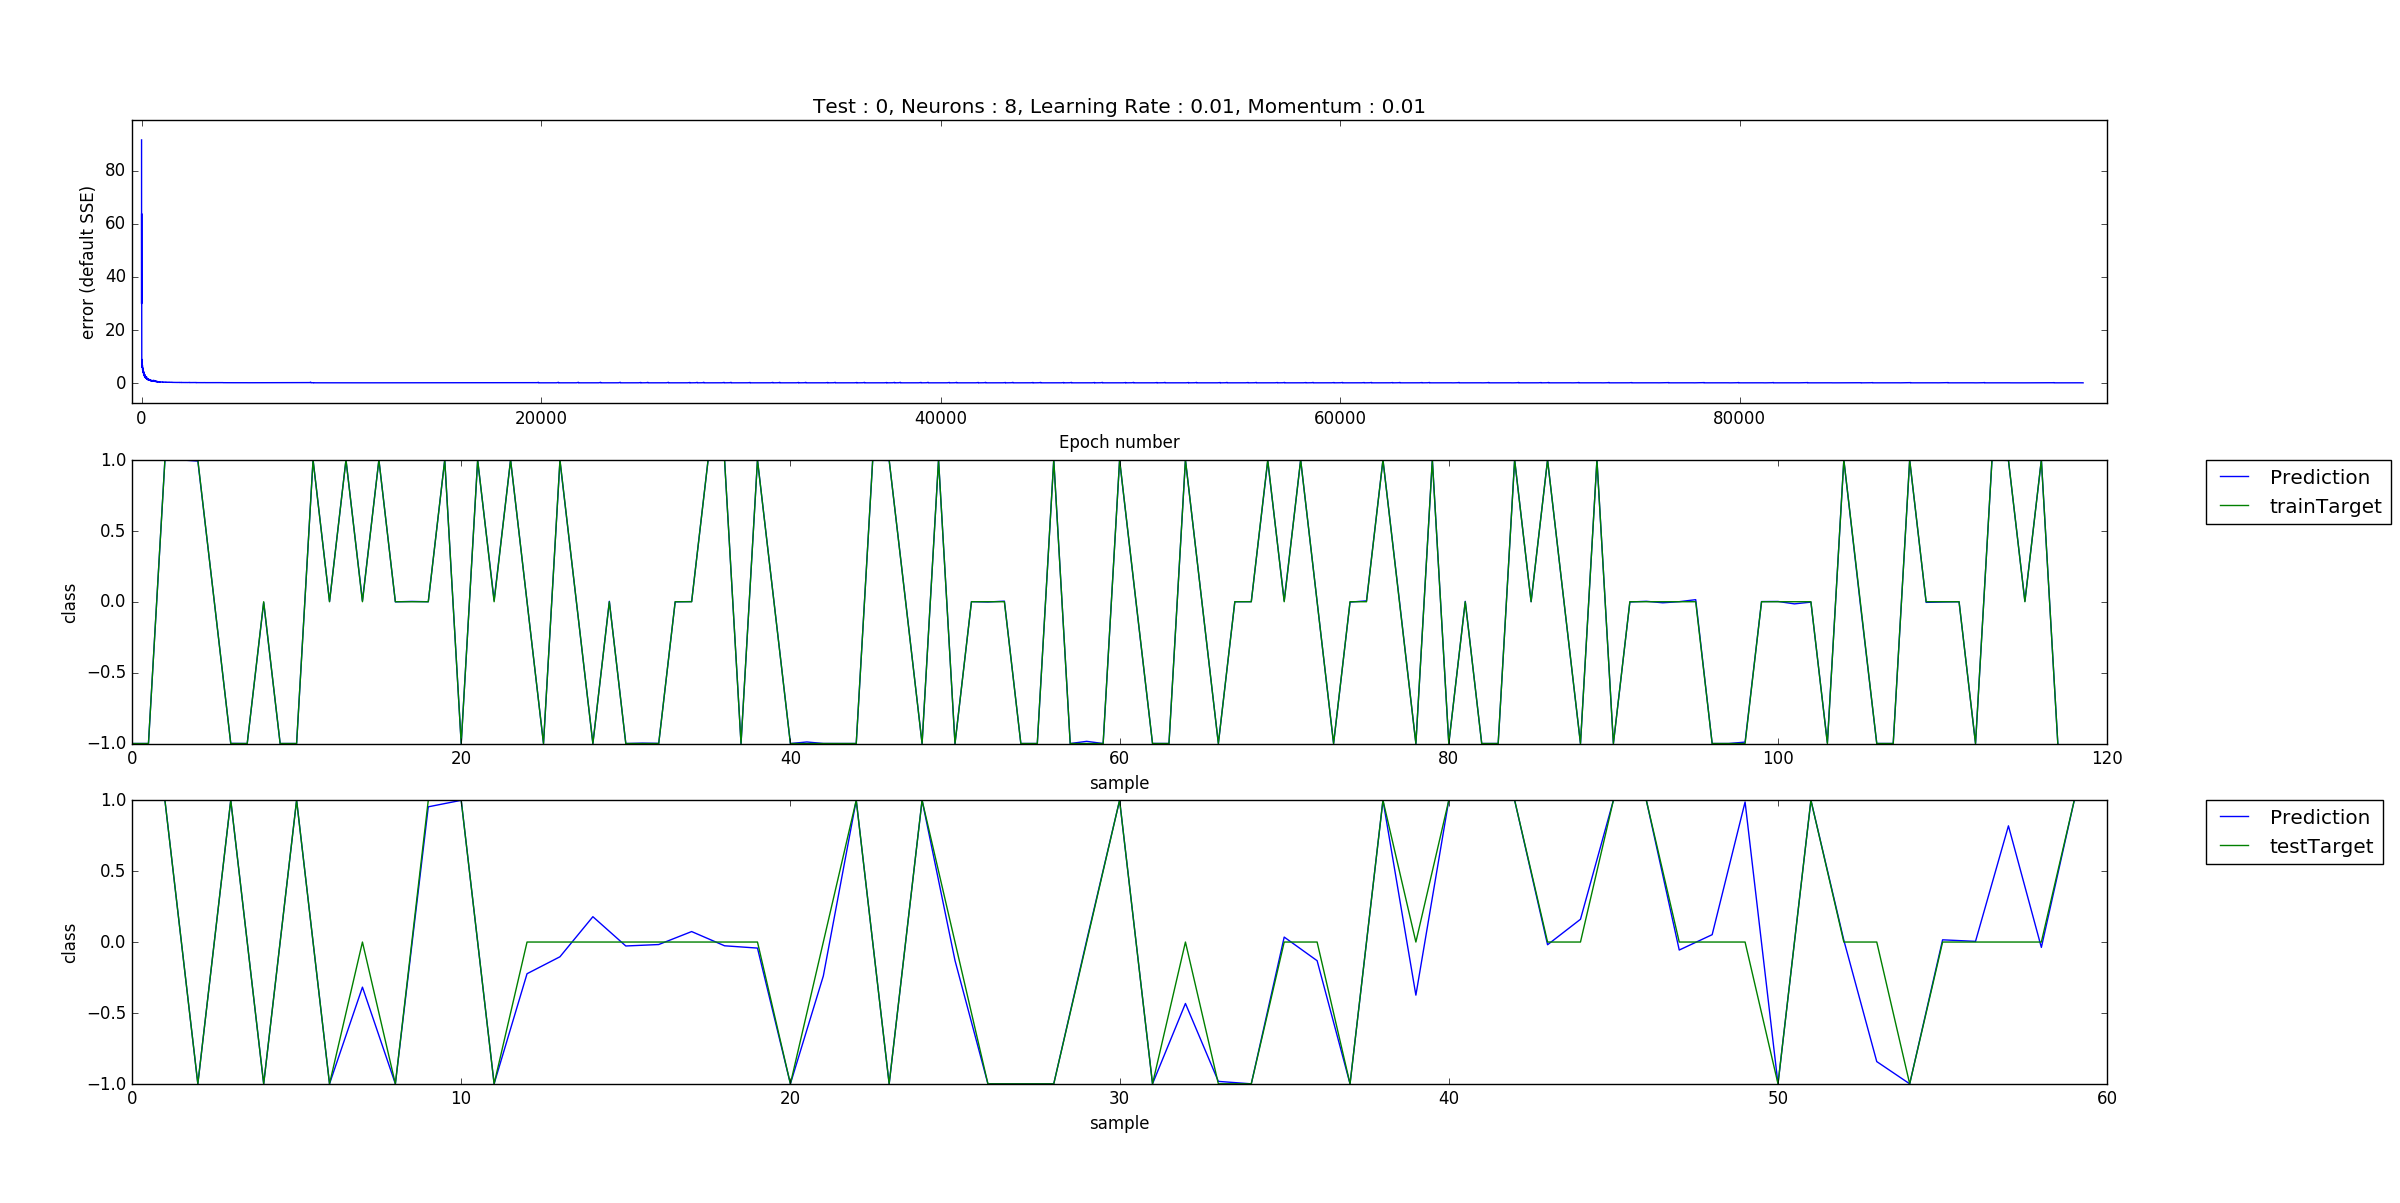 Test : 0, Neurons : 8, Learning Rate : 0.01, Momentum : 0.01
80
60
40
20
0
error (default SSE)
0 20000 40000 60000 80000
Epoch number
1.0
0.5
0.0
−0.5
−1.0
class
0 20 40 60 80 100 120
sample
Prediction
trainTarget
1.0
0.5
0.0
−0.5
−1.0
class
0 10 20 30 40 50 60
sample
Prediction
testTarget